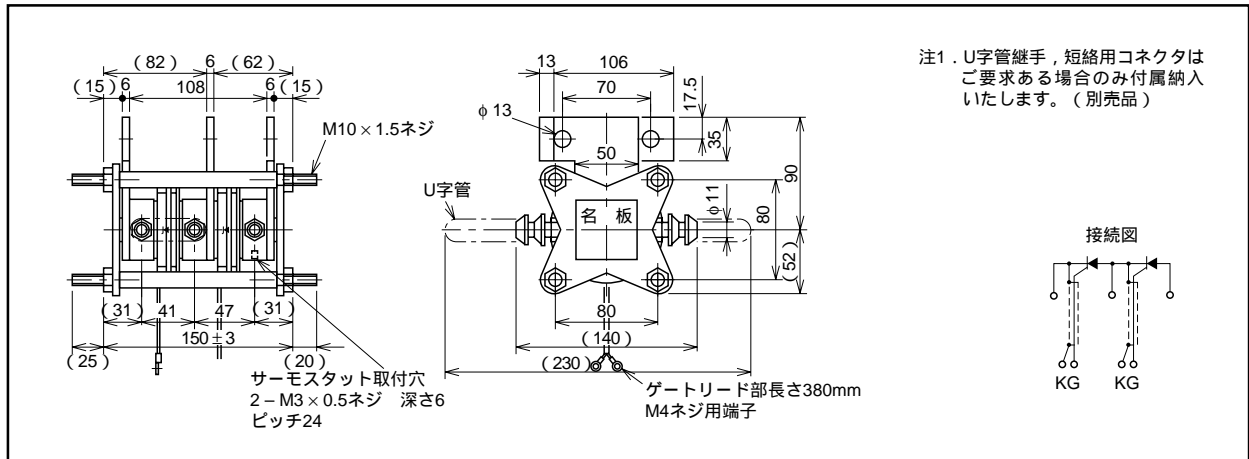 (82)
6
(62)
(15)
6
108
6
(15)
M10×1.5ネジ
(31)
41
47
(31)
150±3
(25)
(20)
サーモスタット取付穴
2−M3×0.5ネジ 深さ6
ピッチ24
13
106
70
17.5
φ13
35
50
90
U字管
名 板
φ11
80
(52)
80
(140)
(230)
ゲートリード部長さ380mm
M4ネジ用端子
注1.U字管継手,短絡用コネクタは
ご要求ある場合のみ付属納入
いたします。(別売品)
接続図
KG
KG